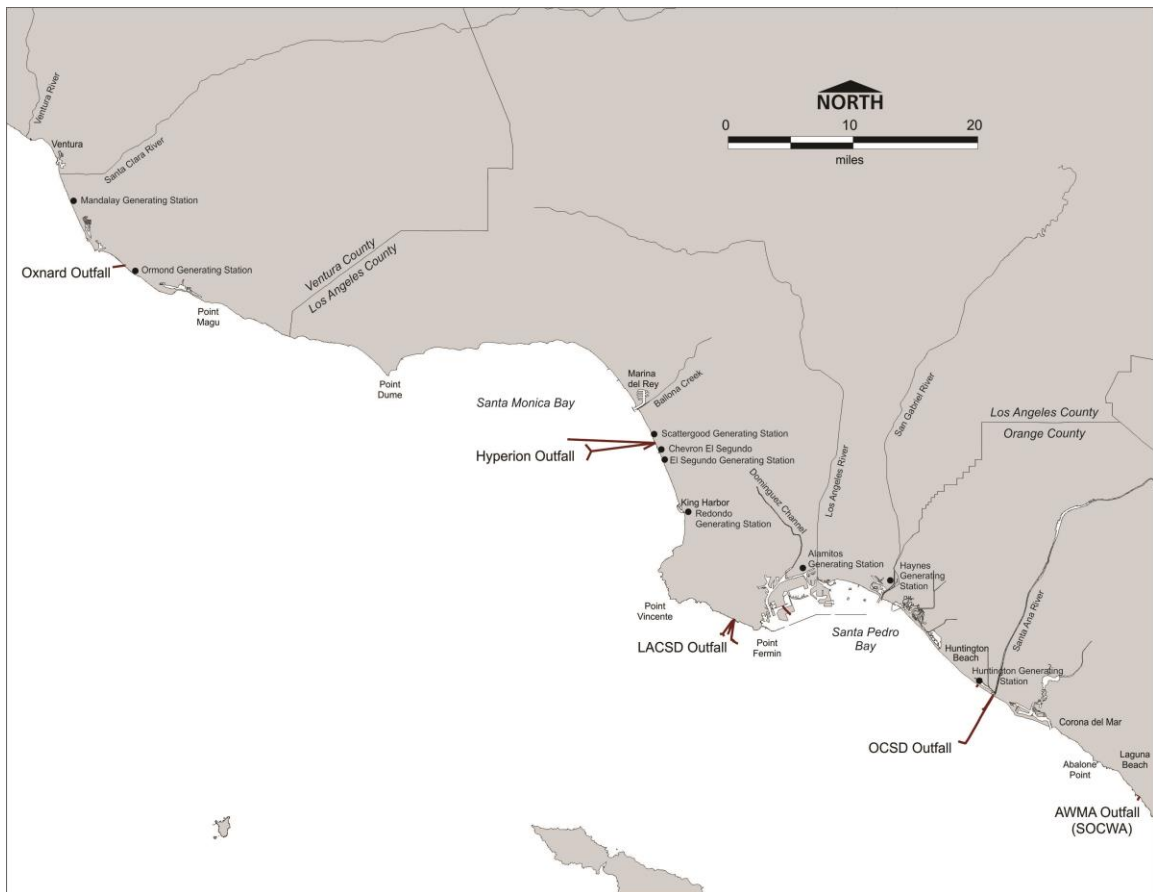 NORTH
0
10
20
miles
Ventura River
Ventura
Santa Clara River
Mandalay Generating Station
Oxnard Outfall
Ormond Generating Station
Point
Magu
Ventura County
Los Angeles County
Point
Dume
Santa Monica Bay
Marina
del Rey
Ballona Creek
Scattergood Generating Station
Hyperion Outfall
Chevron El Segundo
El Segundo Generating Station
King Harbor
Redondo
Generating Station
Dominguez Channel
Los Angeles River
San Gabriel River
Los Angeles County
Orange County
Alamitos
Generating Station
Haynes
Generating
Station
Santa Ana River
Point
Vincente
LACSD Outfall
Point
Fermin
Santa Pedro
Bay
Huntington
Beach
Huntington Generating
Station
OCSD Outfall
Corona del Mar
Abalone
Point
Laguna
Beach
AWMA Outfall
(SOCWA)